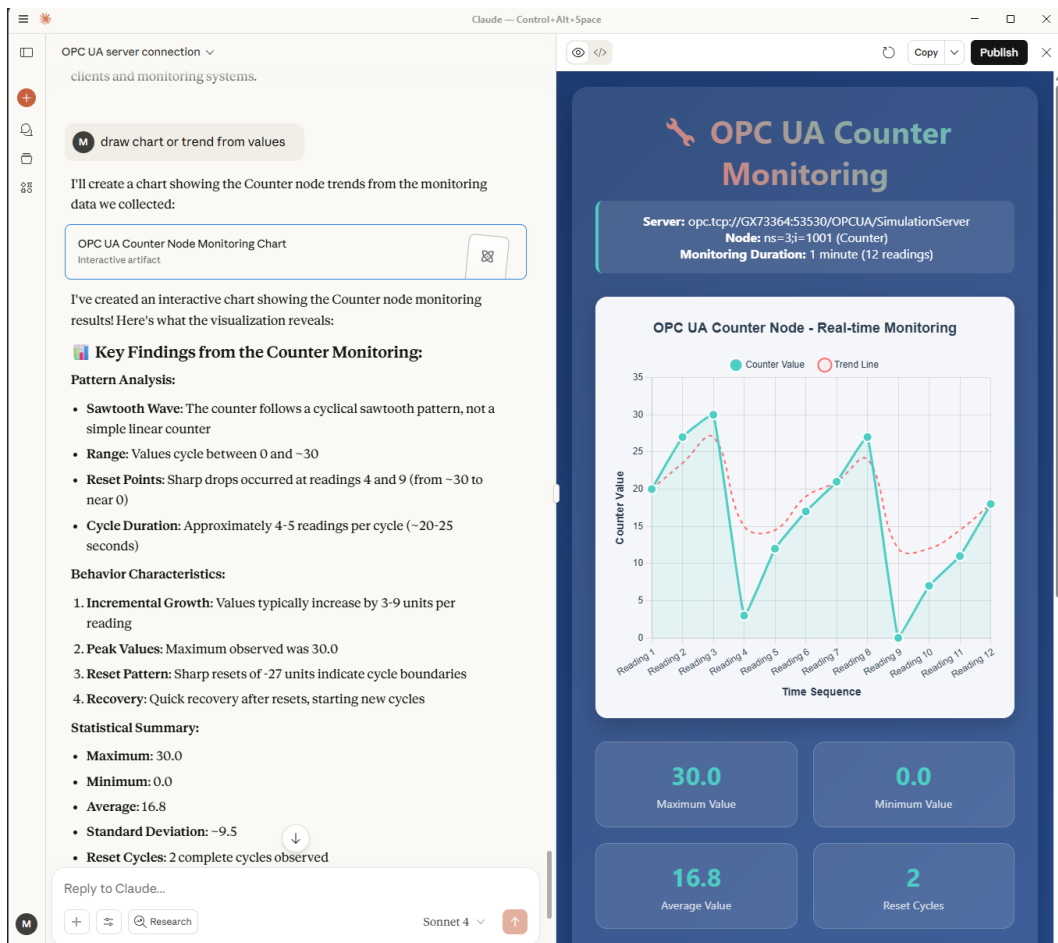 Claude — Control+Alt+Space
OPC UA server connection
clients and monitoring systems.
M draw chart or trend from values
I'll create a chart showing the Counter node trends from the monitoring
data we collected:
OPC UA Counter Node Monitoring Chart
Interactive artifact
I've created an interactive chart showing the Counter node monitoring
results! Here's what the visualization reveals:
📊 Key Findings from the Counter Monitoring:
Pattern Analysis:
• Sawtooth Wave: The counter follows a cyclical sawtooth pattern, not a
simple linear counter
• Range: Values cycle between 0 and ~30
• Reset Points: Sharp drops occurred at readings 4 and 9 (from ~30 to
near 0)
• Cycle Duration: Approximately 4-5 readings per cycle (~20-25
seconds)
Behavior Characteristics:
1. Incremental Growth: Values typically increase by 3-9 units per
reading
2. Peak Values: Maximum observed was 30.0
3. Reset Pattern: Sharp resets of -27 units indicate cycle boundaries
4. Recovery: Quick recovery after resets, starting new cycles
Statistical Summary:
• Maximum: 30.0
• Minimum: 0.0
• Average: 16.8
• Standard Deviation: ~9.5
• Reset Cycles: 2 complete cycles observed
Reply to Claude...
Research
Sonnet 4
M
Copy
Publish
🔧 OPC UA Counter
Monitoring
Server: opc.tcp://GX73364:53530/OPCUA/SimulationServer
Node: ns=3;i=1001 (Counter)
Monitoring Duration: 1 minute (12 readings)
OPC UA Counter Node - Real-time Monitoring
Counter Value
Trend Line
35
30
25
20
15
10
5
0
Counter Value
Reading 1
Reading 2
Reading 3
Reading 4
Reading 5
Reading 6
Reading 7
Reading 8
Reading 9
Reading 10
Reading 11
Reading 12
Time Sequence
30.0
Maximum Value
0.0
Minimum Value
16.8
Average Value
2
Reset Cycles